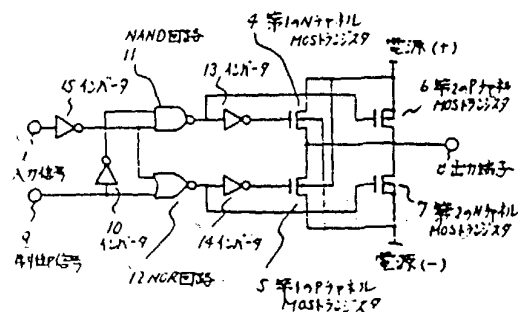 NAND回路
11
15 インバータ
13 インバータ
4 第1のNチャネル
MOSトランジスタ
電源(+)
6
第2のPチャネル
MOSトランジスタ
1
入力信号
出力端子
9
制御信号
10
インバータ
14 インバータ
12 NOR回路
7 第2のNチャネル
MOSトランジスタ
電源(-)
5 第1のPチャネル
MOSトランジスタ